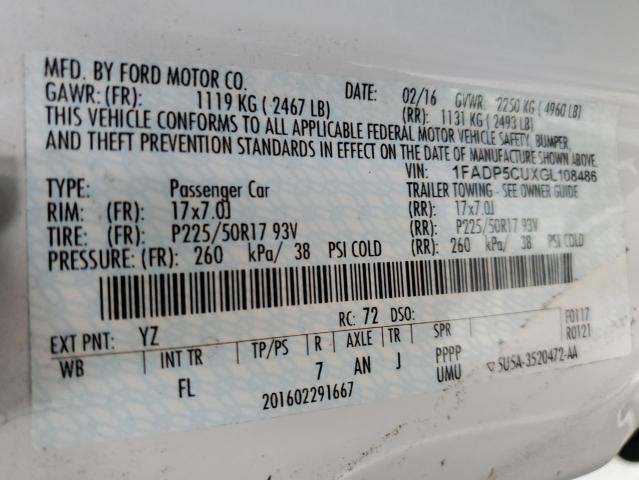 MFD. BY FORD MOTOR CO.
DATE: 02/16 GVWR: 2250 KG ( 4960 LB)
GAWR: (FR): 1119 KG ( 2467 LB) (RR): 1131 KG ( 2493 LB)
THIS VEHICLE CONFORMS TO ALL APPLICABLE FEDERAL MOTOR VEHICLE SAFETY, BUMPER,
AND THEFT PREVENTION STANDARDS IN EFFECT ON THE DATE OF MANUFACTURE SHOWN ABOVE.
VIN: 1FADP5CUXGL108486
TYPE: Passenger Car TRAILER TOWING - SEE OWNER GUIDE
RIM: (FR): 17x7.0J (RR): 17x7.0J
TIRE: (FR): P225/50R17 93V (RR): P225/50R17 93V
PRESSURE: (FR): 260 kPa/ 38 PSI COLD (RR): 260 kPa/ 38 PSI COLD
F0117
EXT PNT: YZ RC: 72 DSO: R0121
WB INT TR TP/PS R AXLE TR SPR
FL 7 AN J PPPP
UMU 5U5A-3520472-AA
201602291667